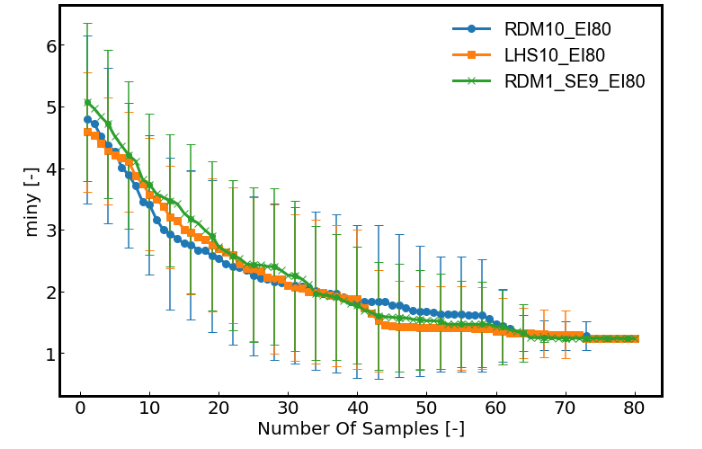 RDM10_EI80
LHS10_EI80
RDM1_SE9_EI80
miny [-]
6
5
4
3
2
1
0 10 20 30 40 50 60 70 80
Number Of Samples [-]